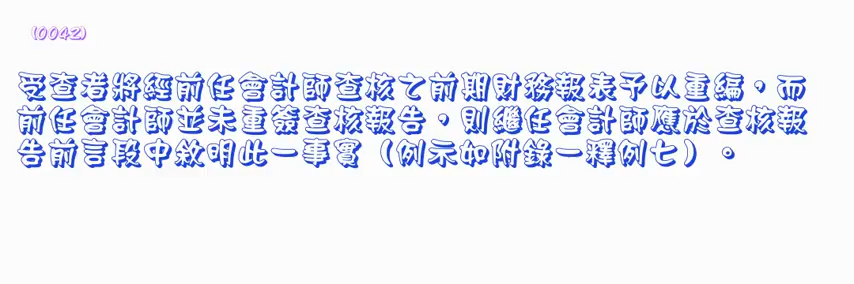 (0042)
受查者將經前任會計師查核之前期財務報表予以重編，而
前任會計師並未重簽查核報告，則繼任會計師應於查核報
告前言段中敘明此一事實（例示如附錄一釋例七）。